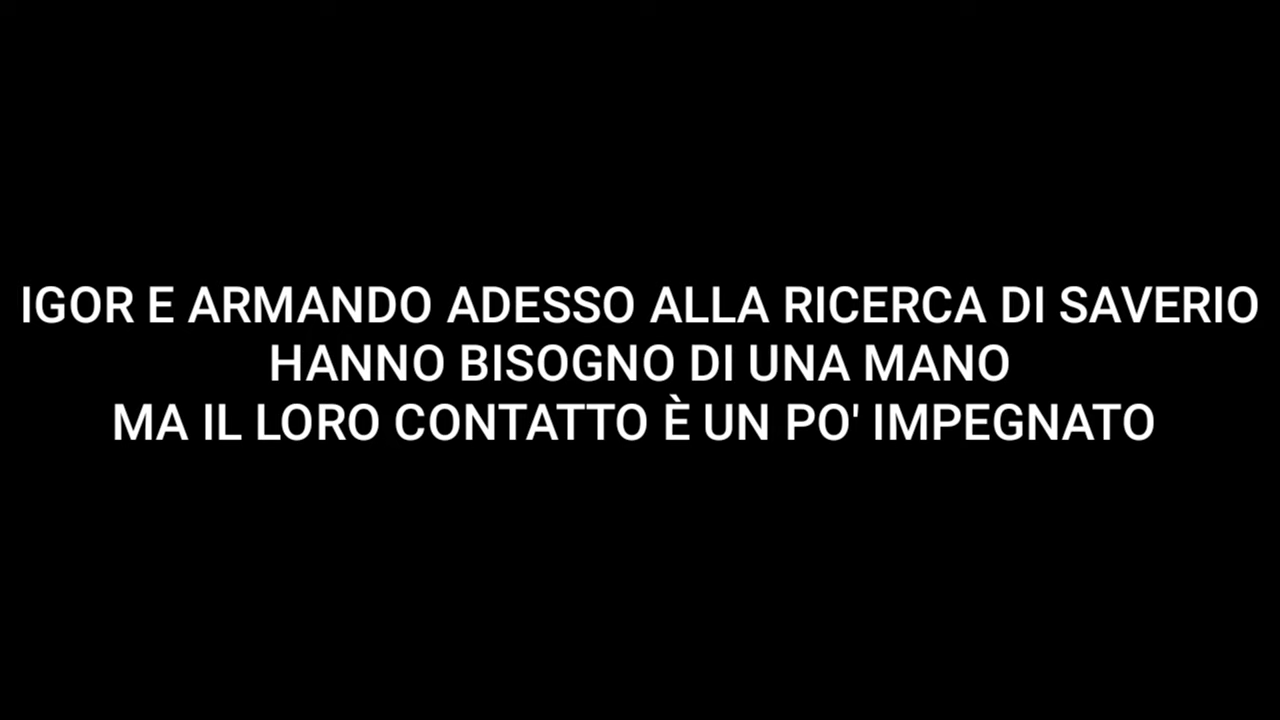 IGOR E ARMANDO ADESSO ALLA RICERCA DI SAVERIO
HANNO BISOGNO DI UNA MANO
MA IL LORO CONTATTO È UN PO' IMPEGNATO